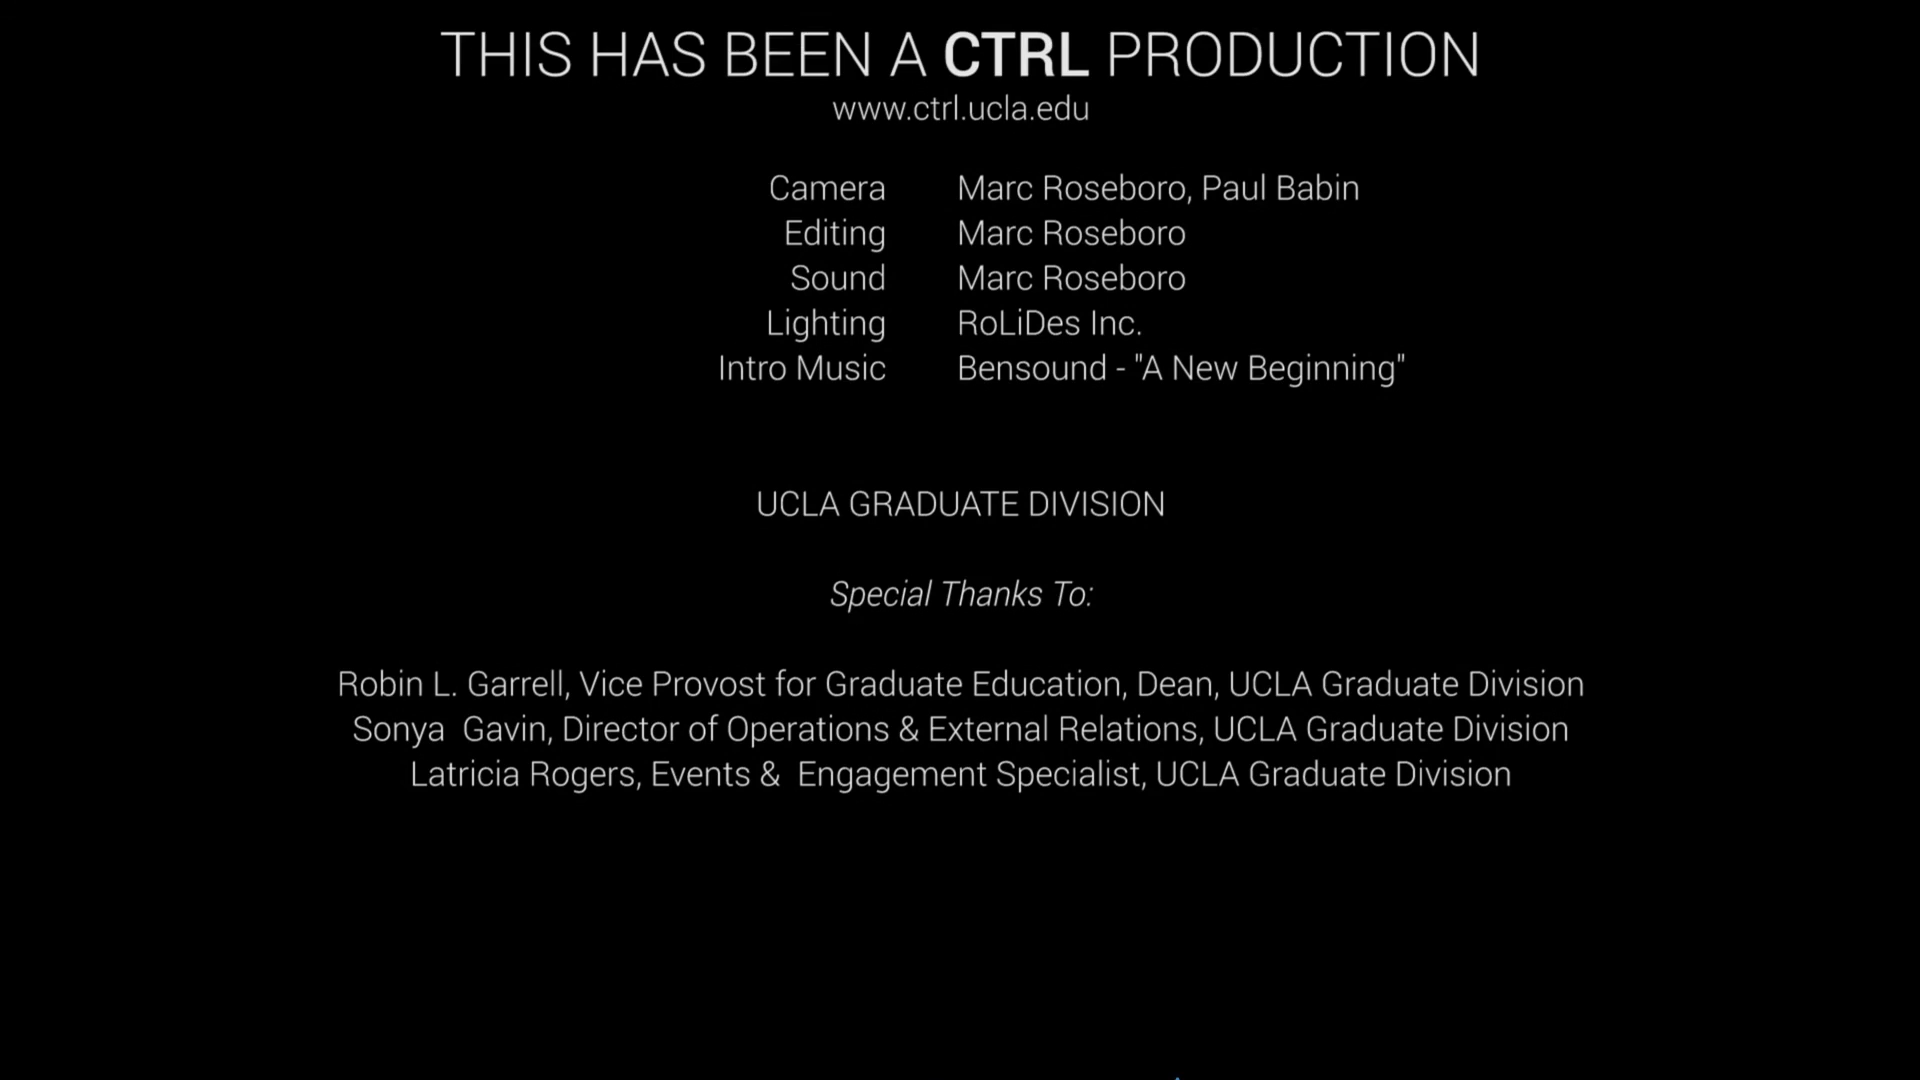 THIS HAS BEEN A CTRL PRODUCTION
www.ctrl.ucla.edu
Camera Marc Roseboro, Paul Babin
Editing Marc Roseboro
Sound Marc Roseboro
Lighting RoLiDes Inc.
Intro Music Bensound - "A New Beginning"
UCLA GRADUATE DIVISION
Special Thanks To:
Robin L. Garrell, Vice Provost for Graduate Education, Dean, UCLA Graduate Division
Sonya  Gavin, Director of Operations & External Relations, UCLA Graduate Division
Latricia Rogers, Events &  Engagement Specialist, UCLA Graduate Division